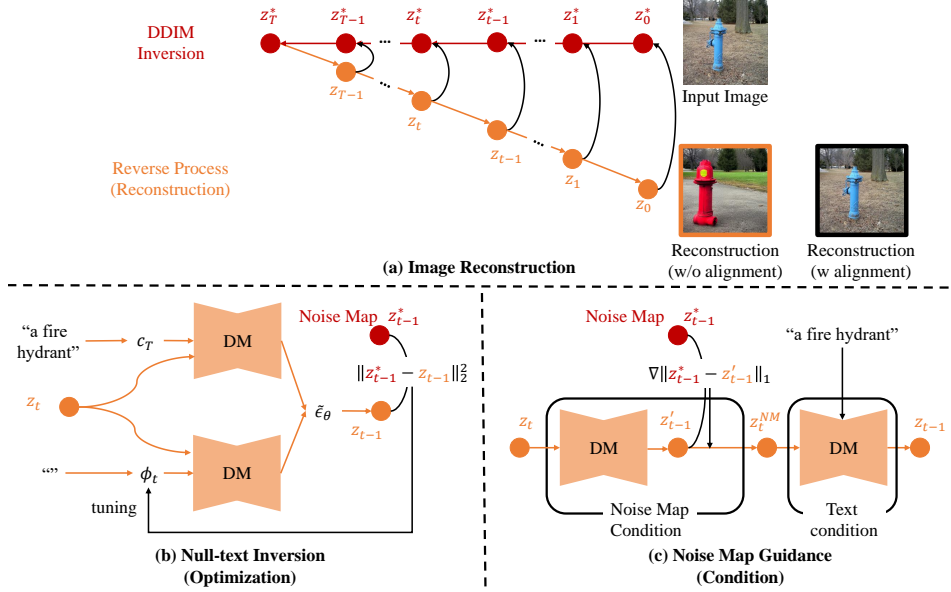 DDIM
Inversion
z*_T z*_{T-1} ... z*_t z*_{t-1} ... z*_1 z*_0
z_{T-1}
...
z_t
z_{t-1}
...
z_1
z_0
Input Image
Reverse Process
(Reconstruction)
Reconstruction
(w/o alignment)
Reconstruction
(w alignment)
(a) Image Reconstruction
“a fire
hydrant”
c_T
DM
z_t
“”
ϕ_t
DM
tuning
ϵ̃_θ
Noise Map z*_{t-1}
‖z*_{t-1} − z_{t-1}‖²₂
z_{t-1}
(b) Null-text Inversion
(Optimization)
Noise Map z*_{t-1}
“a fire hydrant”
∇‖z*_{t-1} − z′_{t-1}‖₁
z_t
DM
z′_{t-1}
z_t^{NM}
DM
z_{t-1}
Noise Map
Condition
Text
condition
(c) Noise Map Guidance
(Condition)